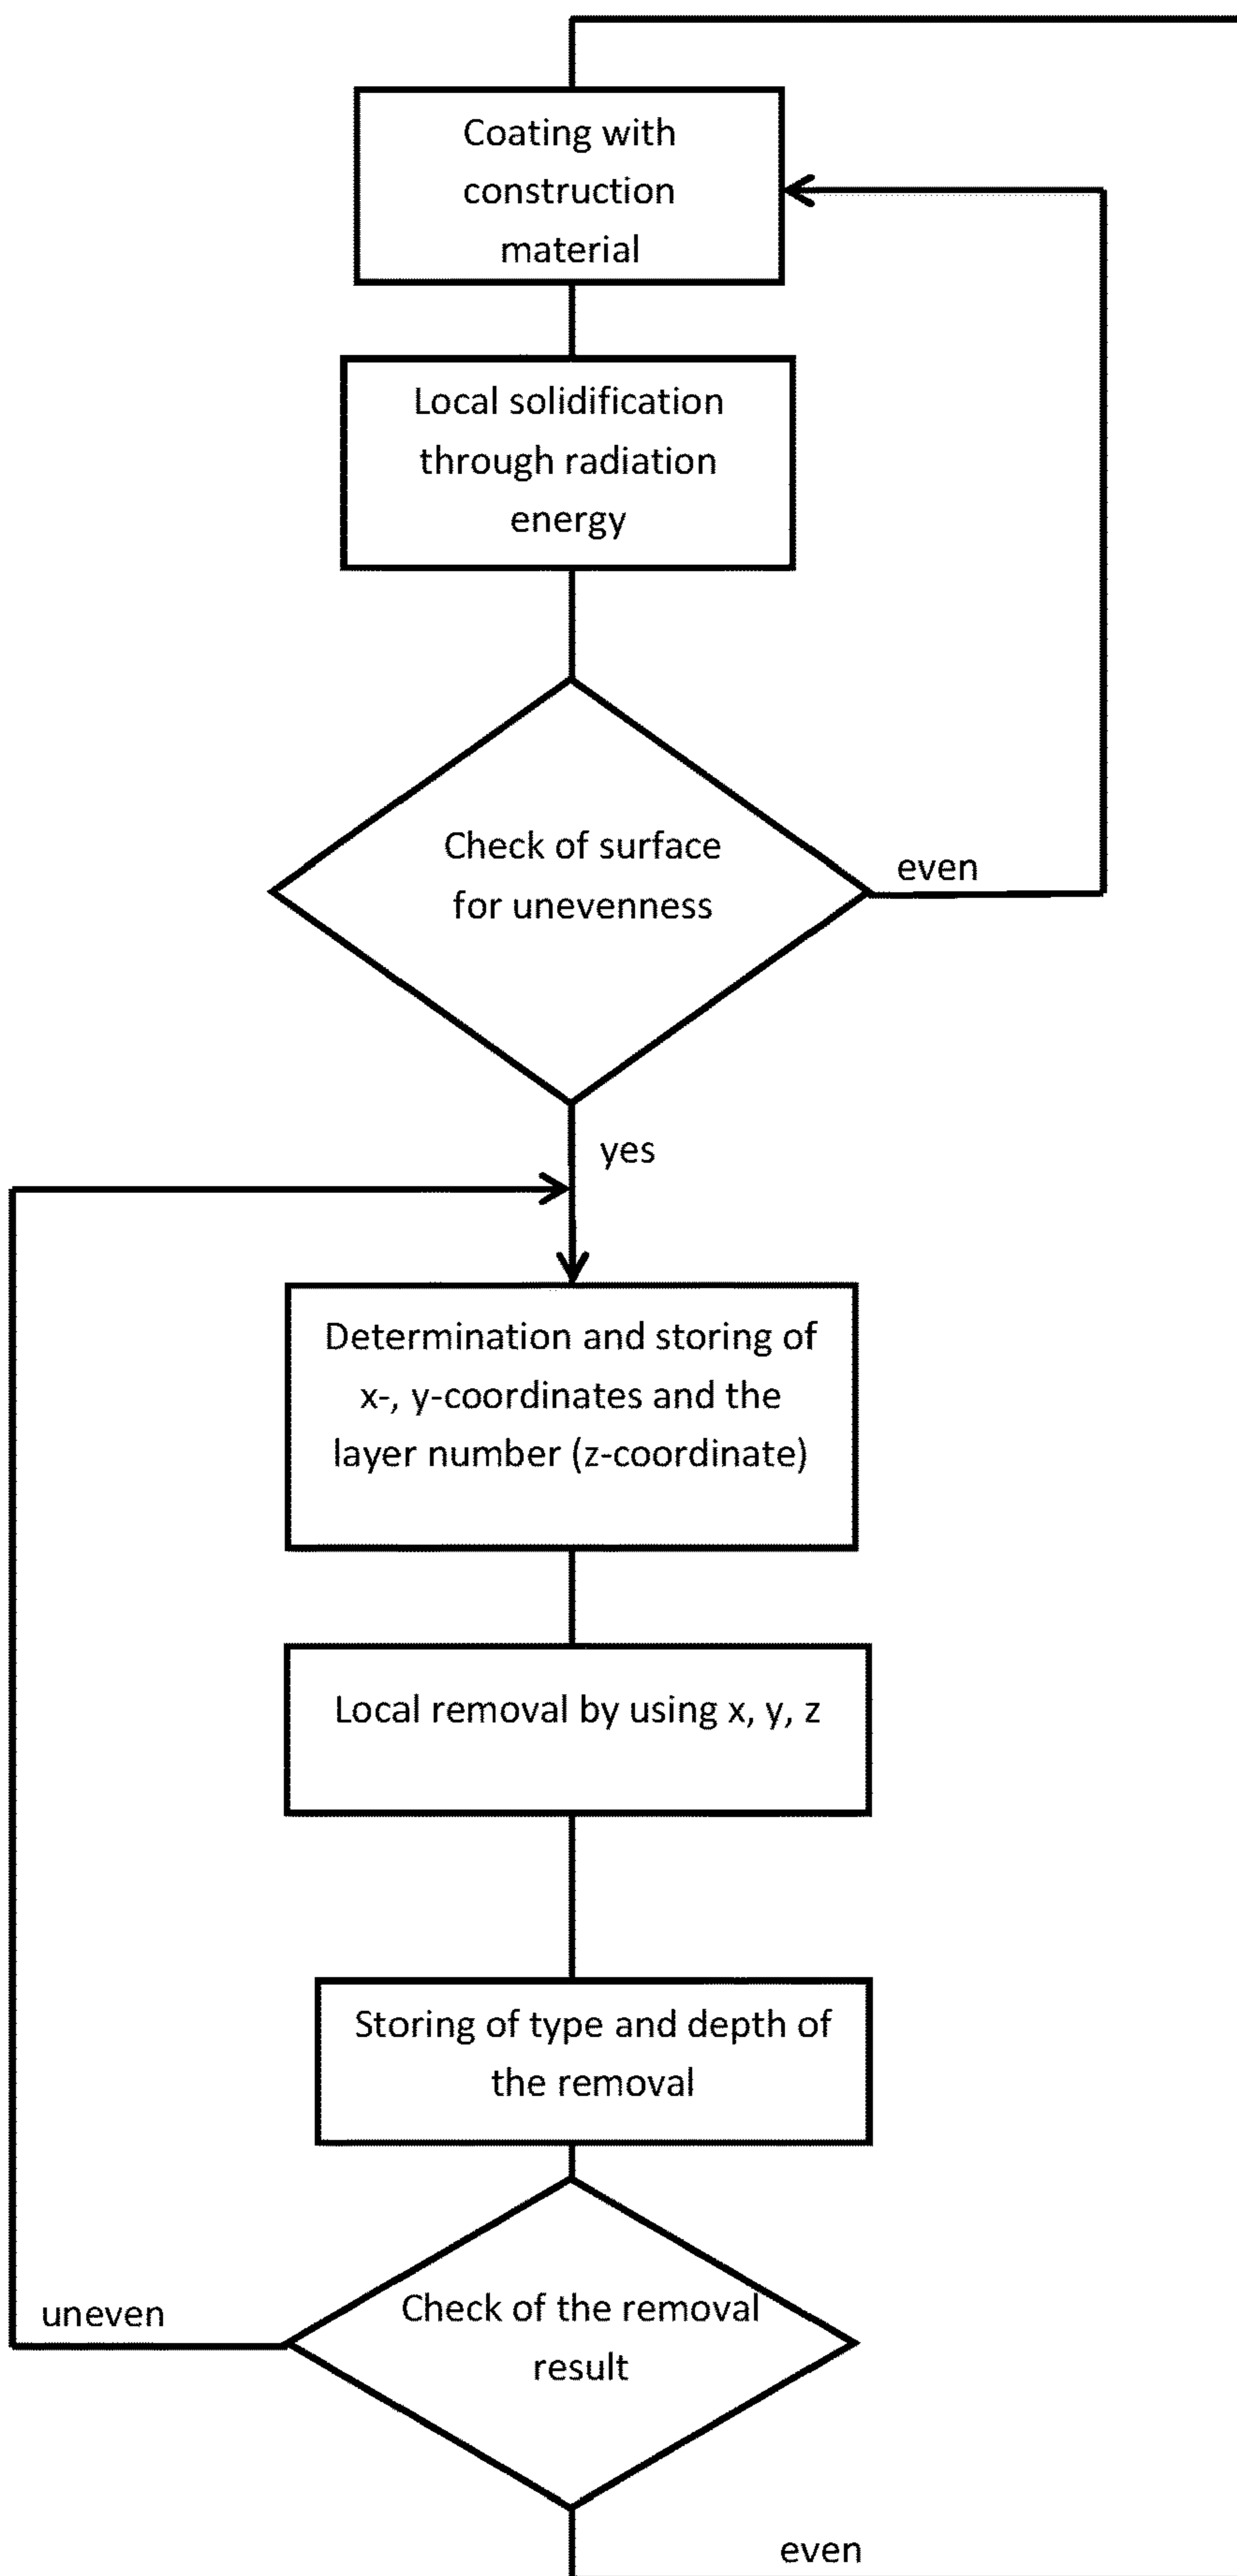 Coating with
construction
material
Local solidification
through radiation
energy
Check of surface
for unevenness
even
yes
Determination and storing of
x-, y-coordinates and the
layer number (z-coordinate)
Local removal by using x, y, z
Storing of type and depth of
the removal
Check of the removal
result
uneven
even